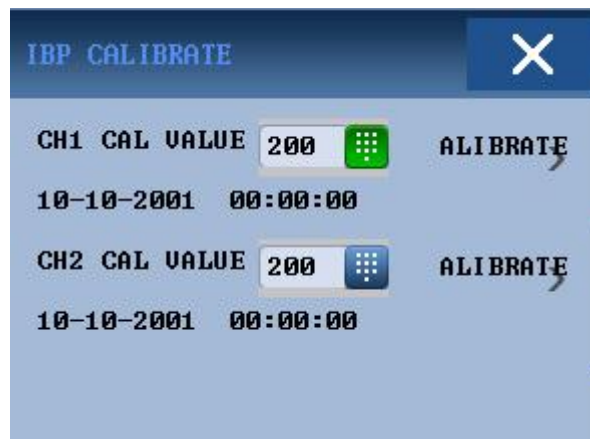 IBP CALIBRATE
CH1 CAL VALUE 200 ALIBRATE
10-10-2001 00:00:00
CH2 CAL VALUE 200 ALIBRATE
10-10-2001 00:00:00